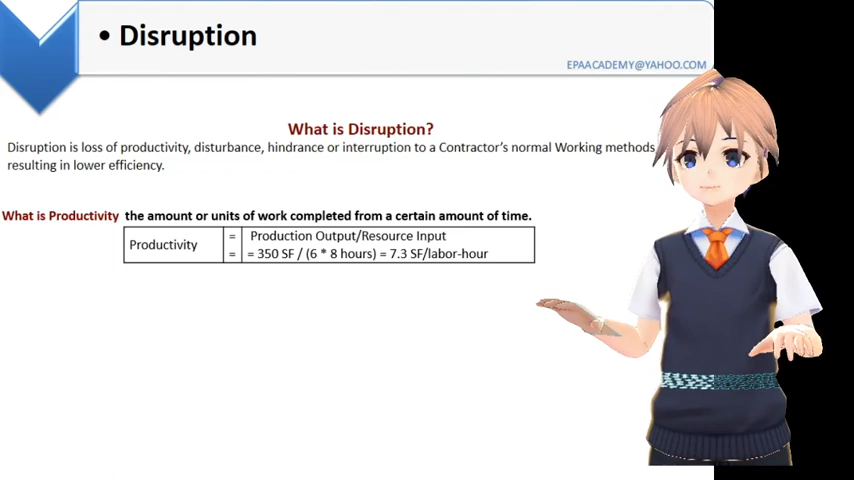 • Disruption
EPAACADEMY@YAHOO.COM
What is Disruption?
Disruption is loss of productivity, disturbance, hindrance or interruption to a Contractor's normal Working methods
resulting in lower efficiency.
What is Productivity the amount or units of work completed from a certain amount of time.
Productivity = Production Output/Resource Input
= = 350 SF / (6 * 8 hours) = 7.3 SF/labor-hour